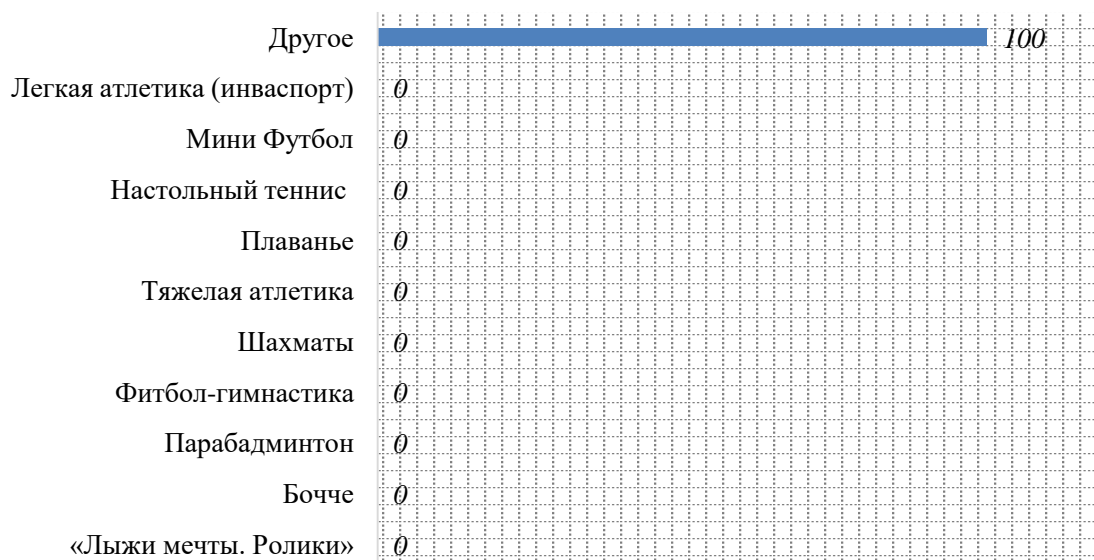 Другое 100
Легкая атлетика (инваспорт) 0
Мини Футбол 0
Настольный теннис 0
Плаванье 0
Тяжелая атлетика 0
Шахматы 0
Фитбол-гимнастика 0
Парабадминтон 0
Бочче 0
«Лыжи мечты. Ролики» 0